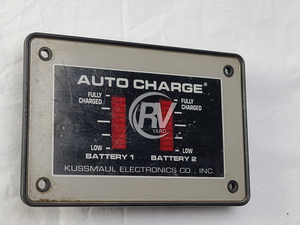 AUTO CHARGE®
FULLY CHARGED
FULLY CHARGED
RV
YARD
LOW
LOW
BATTERY 1
BATTERY 2
KUSSMAUL ELECTRONICS CO., INC.